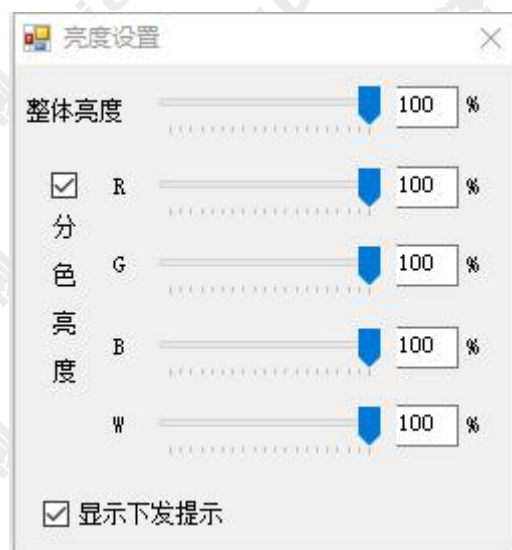 亮度设置
整体亮度 100 %
R 100 %
分
色 G 100 %
亮
度 B 100 %
W 100 %
显示下发提示